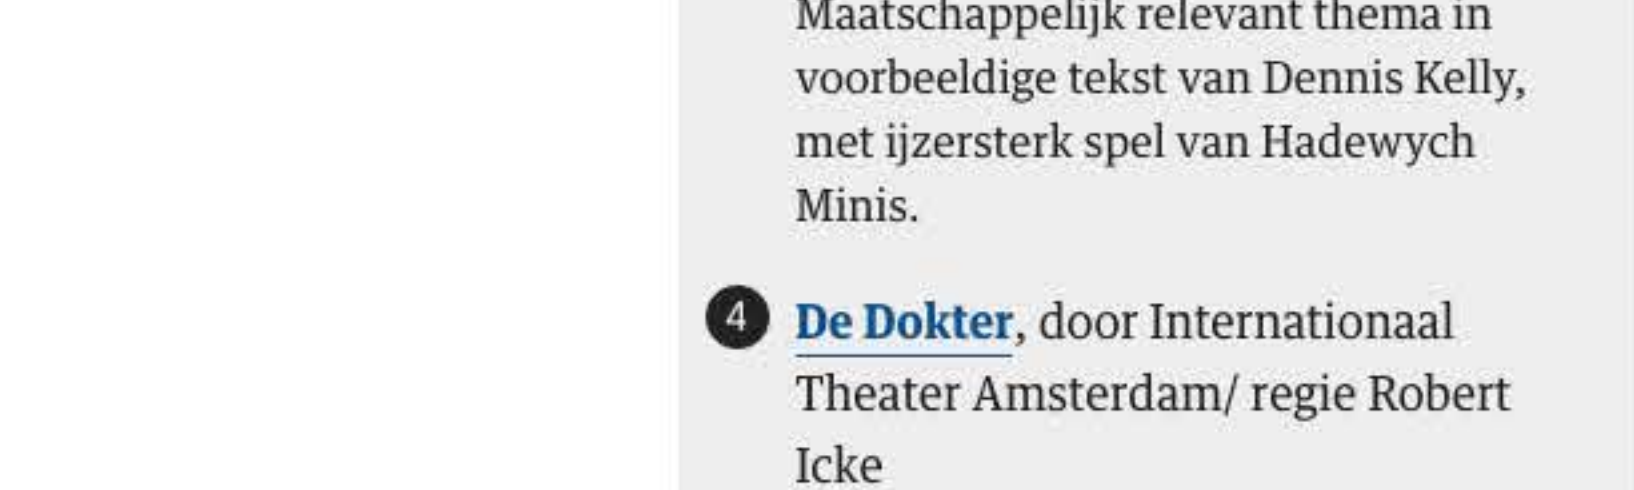 Maatschappelijk relevant thema in
voorbeeldige tekst van Dennis Kelly,
met ijzersterk spel van Hadewych
Minis.
4 De Dokter, door Internationaal
Theater Amsterdam/ regie Robert
Icke